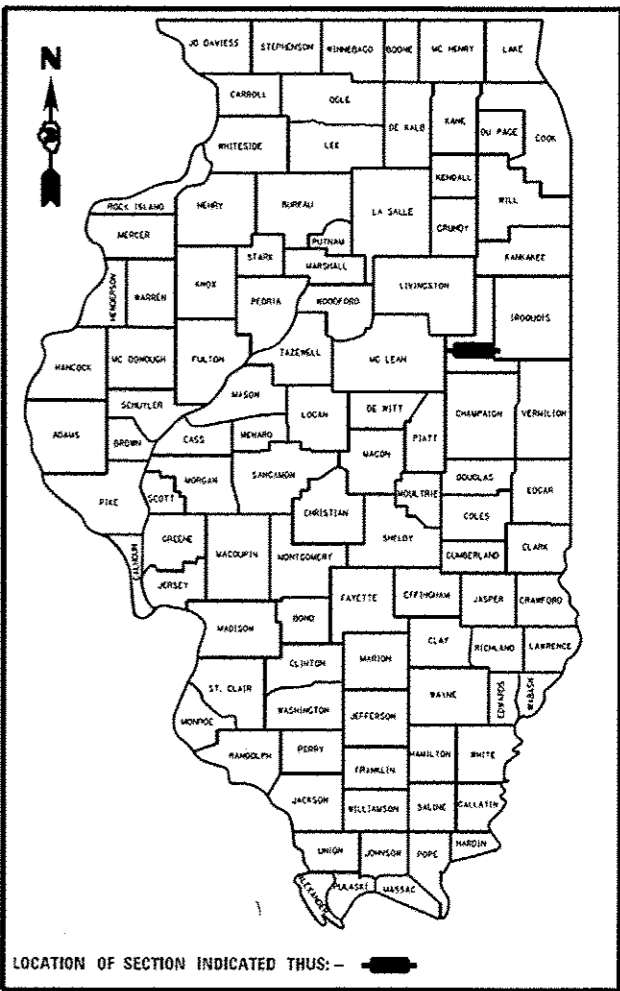 JO DAVIESS STEPHENSON WINNEBAGO BOONE MC HENRY LAKE
N
CARROLL OGLE
DE KALB KANE DU PAGE COOK
WHITESIDE LEE
KENDALL
ROCK ISLAND HENRY BUREAU LA SALLE WILL
MERCER PUTNAM GRUNDY
STARK MARSHALL KANKAKEE
HENDERSON WARREN KNOX PEORIA WOODFORD LIVINGSTON IROQUOIS
HANCOCK MC DONOUGH FULTON TAZEWELL MC LEAN
MASON
SCHUYLER LOGAN DE WITT CHAMPAIGN VERMILION
ADAMS BROWN CASS MENARD MACON PIATT
PIKE SCOTT MORGAN SANGAMON MOULTRIE DOUGLAS EDGAR
CHRISTIAN COLES
CALHOUN GREENE MACOUPIN MONTGOMERY SHELBY CUMBERLAND CLARK
JERSEY FAYETTE EFFINGHAM JASPER CRAWFORD
MADISON BOND
CLAY RICHLAND LAWRENCE
CLINTON MARION
ST. CLAIR WAYNE EDWARDS WABASH
MONROE WASHINGTON JEFFERSON
RANDOLPH PERRY HAMILTON WHITE
FRANKLIN
JACKSON WILLIAMSON SALINE GALLATIN
UNION JOHNSON POPE HARDIN
ALEXANDER PULASKI MASSAC
LOCATION OF SECTION INDICATED THUS: -